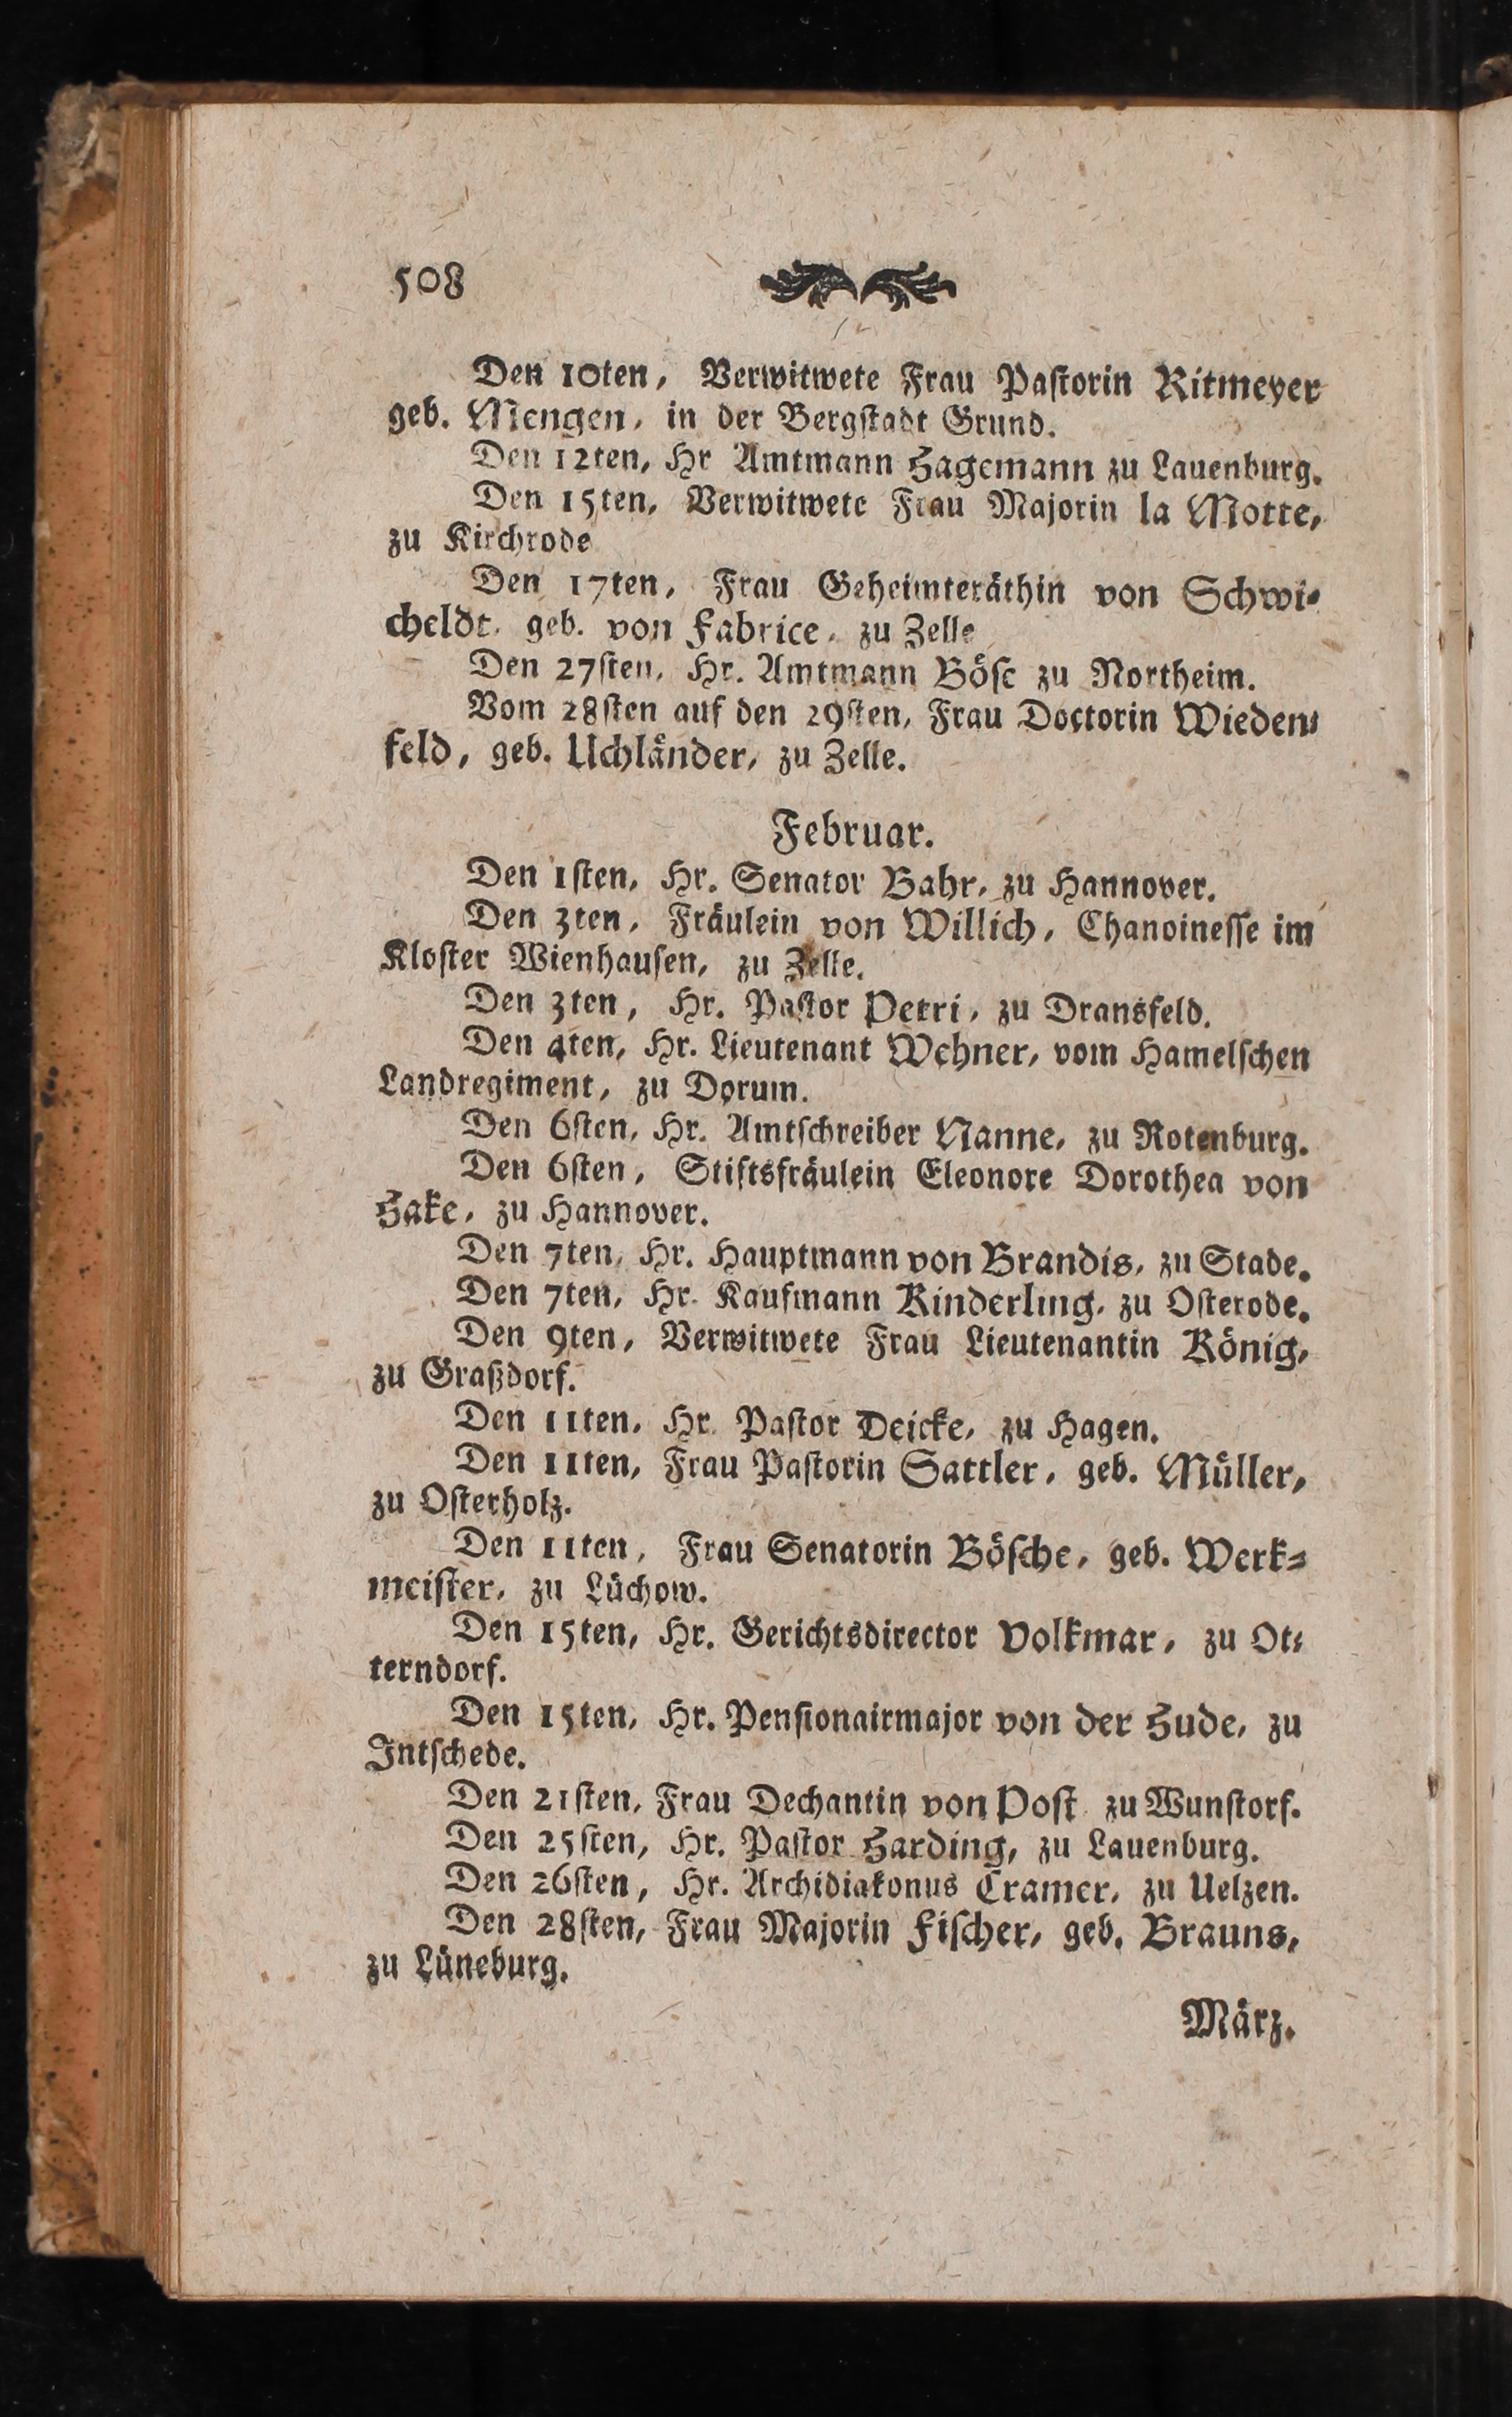 508
Den 10ten, Verwitwete Frau Paſtorin Ritmeyer
geb. Mengen, in der Bergſtadt Grund.
Den 12ten, Hr Amtmann Hagemann zu Lauenburg.
Den 15ten, Verwitwete Frau Majorin la Motte,
zu Kirchrode
Den 17ten, Frau Geheimteräthin von Schwi-
cheldt, geb. von Fabrice, zu Zelle
Den 27ſten, Hr. Amtmann Böſe zu Northeim.
Vom 28ſten auf den 29ſten, Frau Doctorin Wieden-
feld, geb. Uchländer, zu Zelle.
Februar.
Den 1ſten, Hr. Senator Bahr, zu Hannover.
Den 3ten, Fräulein von Willich, Chanoineſſe im
Kloſter Wienhauſen, zu Zelle.
Den 3ten, Hr. Paſtor Petri, zu Dransfeld.
Den 4ten, Hr. Lieutenant Wehner, vom Hamelſchen
Landregiment, zu Dorum.
Den 6ſten, Hr. Amtſchreiber Nanne, zu Rotenburg.
Den 6ſten, Stiftsfräulein Eleonore Dorothea von
Hake, zu Hannover.
Den 7ten, Hr. Hauptmann von Brandis, zu Stade.
Den 7ten, Hr. Kaufmann Rinderling, zu Oſterode.
Den 9ten, Verwitwete Frau Lieutenantin König,
zu Graßdorf.
Den 11ten, Hr. Paſtor Deicke, zu Hagen.
Den 11ten, Frau Paſtorin Sattler, geb. Müller,
zu Oſterholz.
Den 11ten, Frau Senatorin Böſche, geb. Werk-
meiſter, zu Lüchow.
Den 15ten, Hr. Gerichtsdirector Volkmar, zu Ot-
terndorf.
Den 15ten, Hr. Penſionairmajor von der Hude, zu
Intſchede.
Den 21ſten, Frau Dechantin von Poſt zu Wunſtorf.
Den 25ſten, Hr. Paſtor Harding, zu Lauenburg.
Den 26ſten, Hr. Archidiakonus Cramer, zu Uelzen.
Den 28ſten, Frau Majorin Fiſcher, geb. Brauns,
zu Lüneburg.
März.